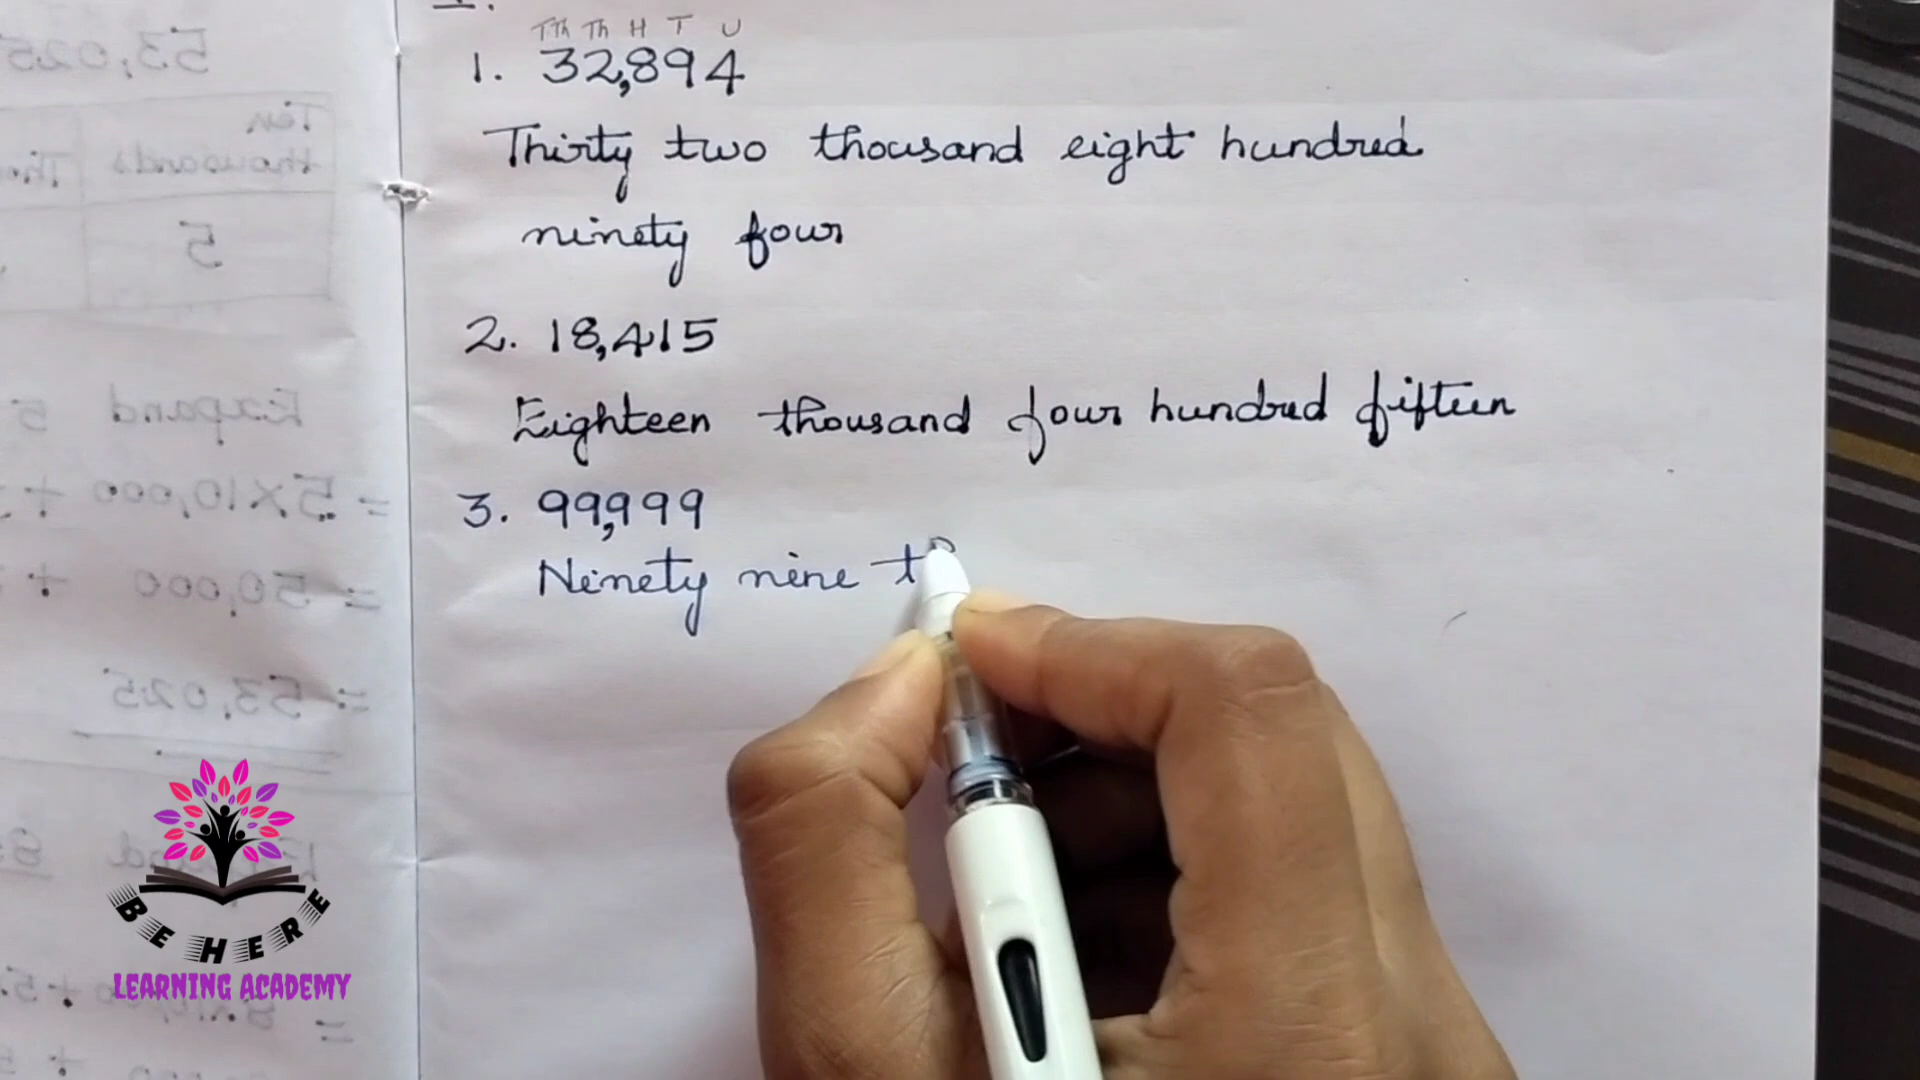 TTh Th H T U
1. 32,894
Thirty two thousand eight hundred
ninety four
2. 18,415
Eighteen thousand four hundred fifteen
3. 99,999
Ninety nine t
53,025
Ten
thousands
5
Expand 5
= 5×10,000 +
= 50,000 +
= 53,025
BE HERE
LEARNING ACADEMY